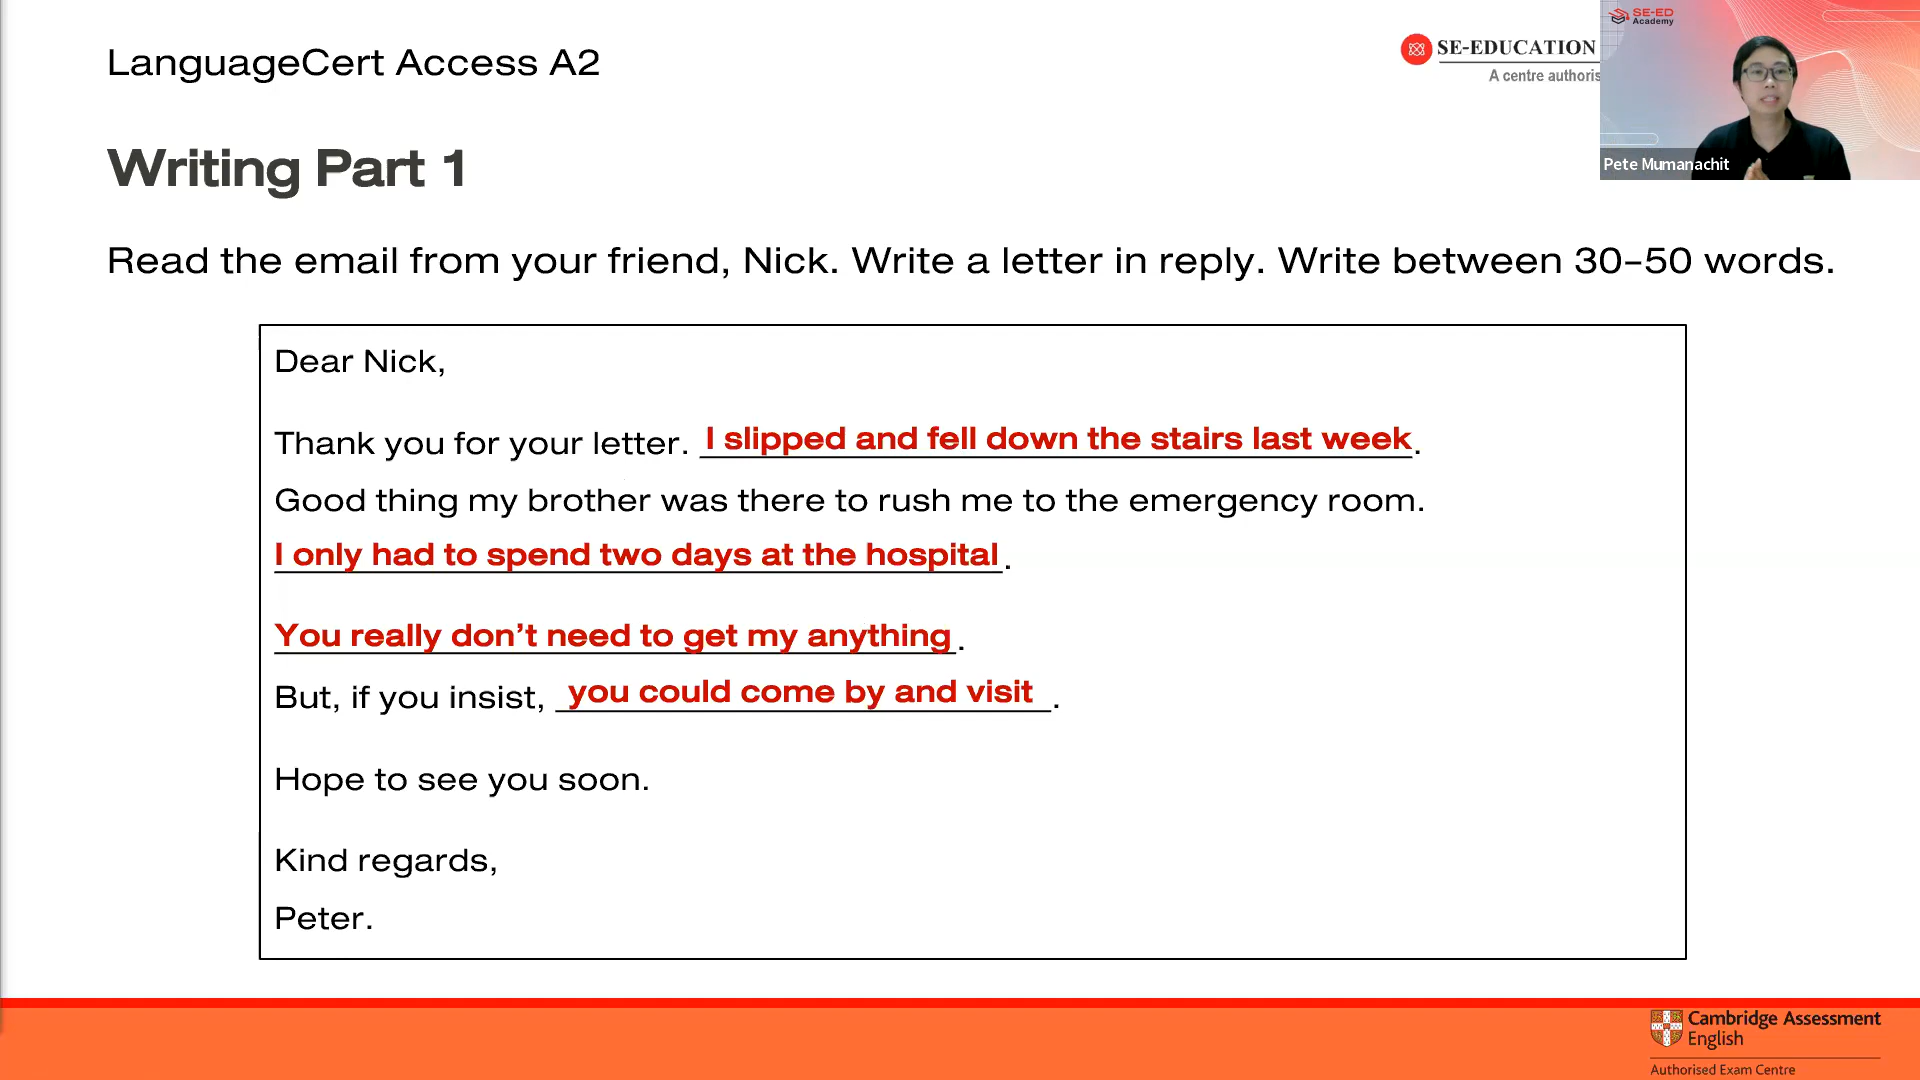 LanguageCert Access A2
SE-EDUCATION
A centre authoris
SE-ED
Academy
Pete Mumanachit
Writing Part 1
Read the email from your friend, Nick. Write a letter in reply. Write between 30–50 words.
Dear Nick,
Thank you for your letter. I slipped and fell down the stairs last week.
Good thing my brother was there to rush me to the emergency room.
I only had to spend two days at the hospital.
You really don’t need to get my anything.
But, if you insist, you could come by and visit.
Hope to see you soon.
Kind regards,
Peter.
Cambridge Assessment
English
Authorised Exam Centre